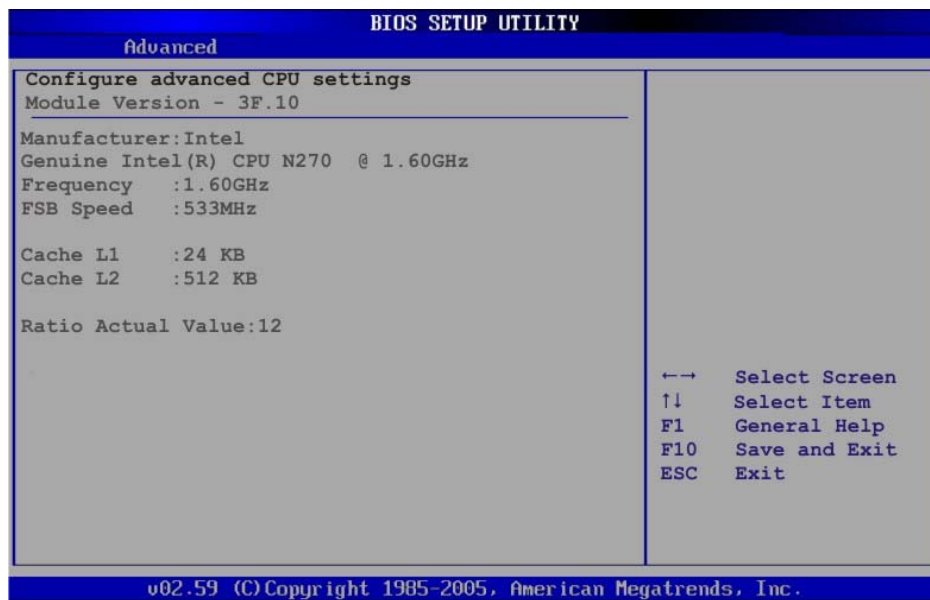 BIOS SETUP UTILITY
Advanced
Configure advanced CPU settings
Module Version - 3F.10
Manufacturer:Intel
Genuine Intel(R) CPU N270 @ 1.60GHz
Frequency :1.60GHz
FSB Speed :533MHz
Cache L1 :24 KB
Cache L2 :512 KB
Ratio Actual Value:12
←→ Select Screen
↑↓ Select Item
F1 General Help
F10 Save and Exit
ESC Exit
v02.59 (C)Copyright 1985-2005, American Megatrends, Inc.